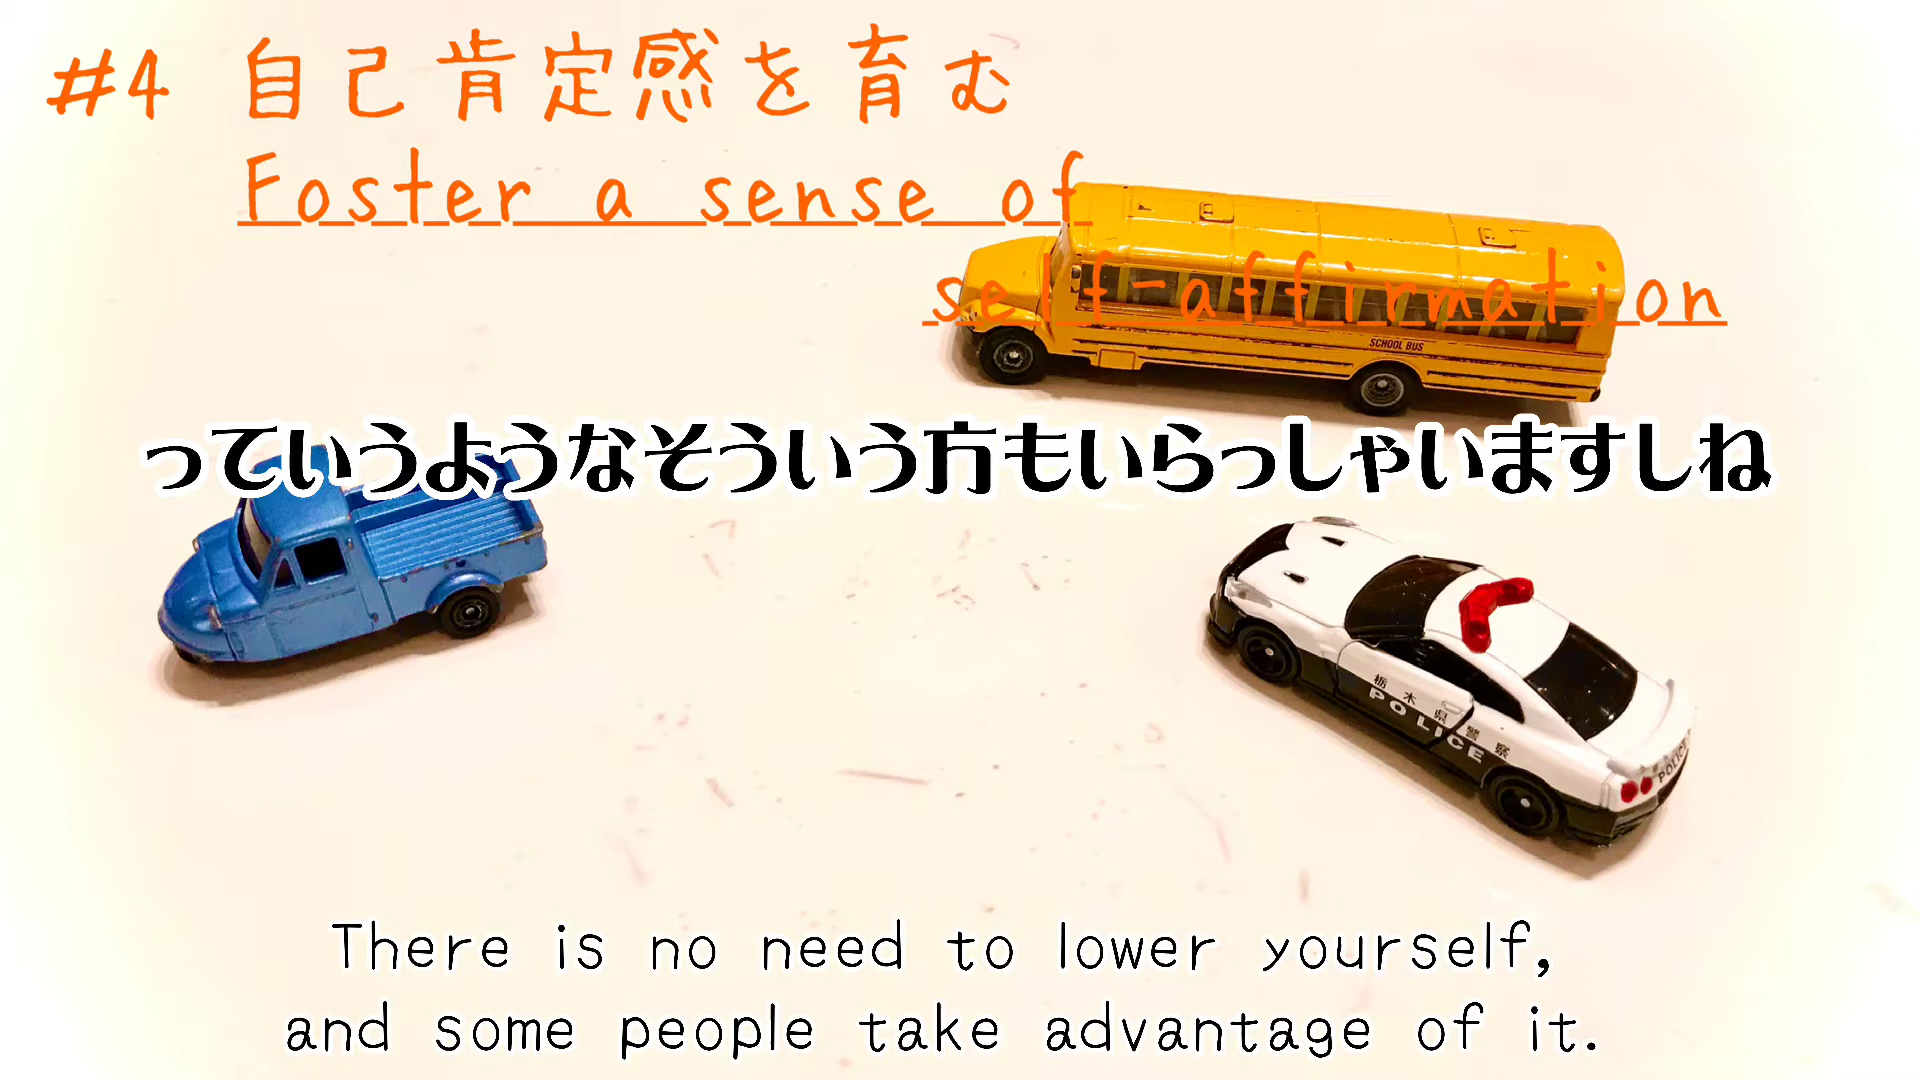 #4 自己肯定感を育む
Foster a sense of
self-affirmation
SCHOOL BUS
っていうようなそういう方もいらっしゃいますしね
栃木県警察
POLICE
POLICE
There is no need to lower yourself,
and some people take advantage of it.